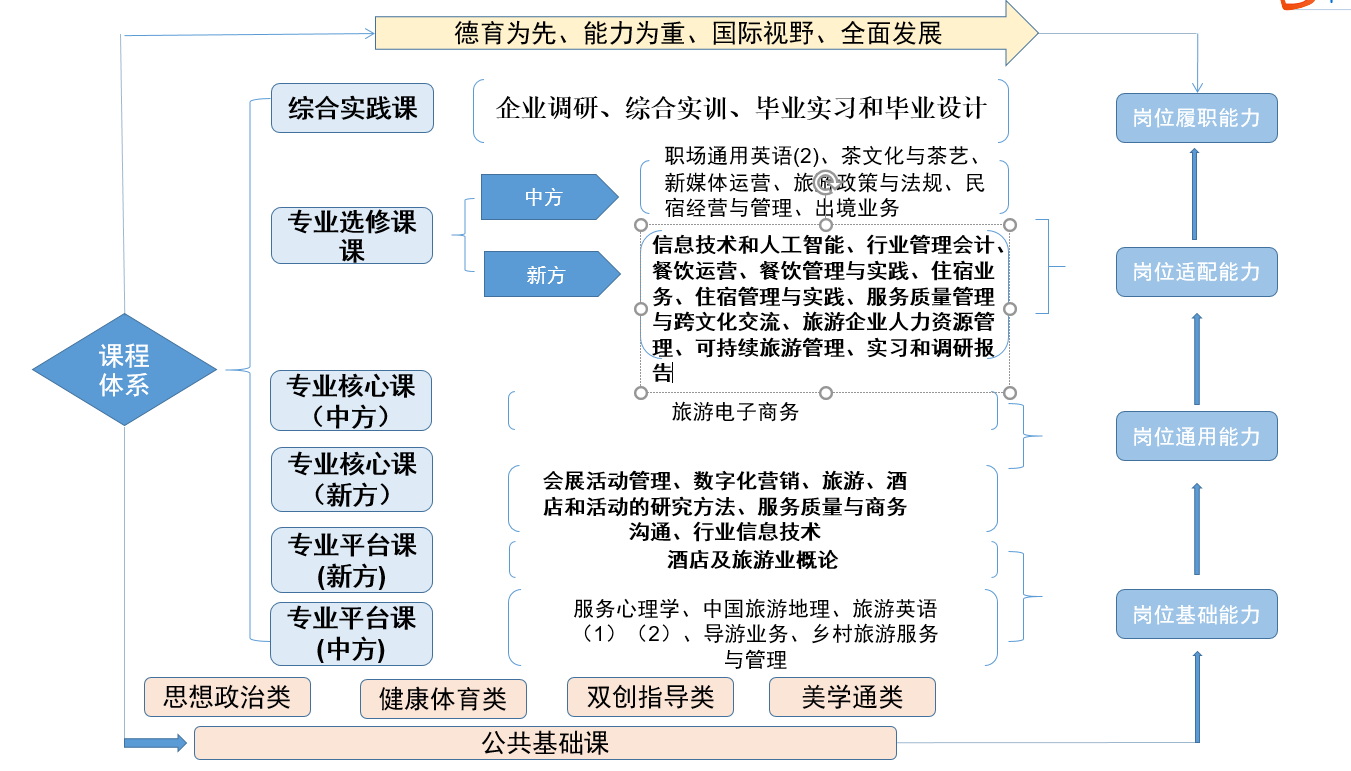 德育为先、能力为重、国际视野、全面发展
综合实践课
企业调研、综合实训、毕业实习和毕业设计
岗位履职能力
专业选修课
课
中方
职场通用英语(2)、茶文化与茶艺、
新媒体运营、旅游政策与法规、民
宿经营与管理、出境业务
新方
信息技术和人工智能、行业管理会计、
餐饮运营、餐饮管理与实践、住宿业
务、住宿管理与实践、服务质量管理
与跨文化交流、旅游企业人力资源管
理、可持续旅游管理、实习和调研报
告
岗位适配能力
课程
体系
专业核心课
（中方）
旅游电子商务
岗位通用能力
专业核心课
（新方）
会展活动管理、数字化营销、旅游、酒
店和活动的研究方法、服务质量与商务
沟通、行业信息技术
专业平台课
(新方)
酒店及旅游业概论
专业平台课
(中方)
服务心理学、中国旅游地理、旅游英语
（1）（2）、导游业务、乡村旅游服务
与管理
岗位基础能力
思想政治类
健康体育类
双创指导类
美学通类
公共基础课